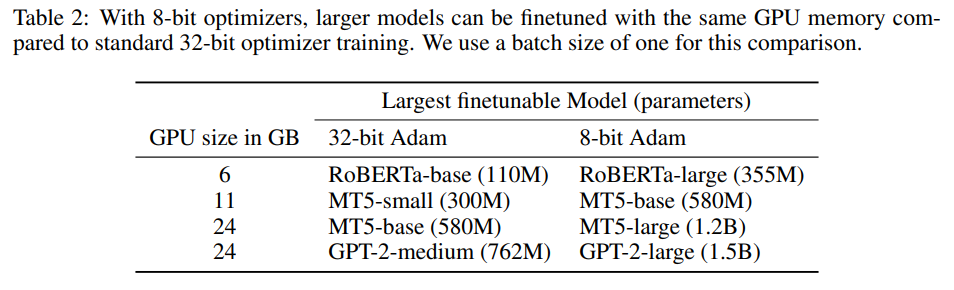 Table 2: With 8-bit optimizers, larger models can be finetuned with the same GPU memory com-
pared to standard 32-bit optimizer training. We use a batch size of one for this comparison.
Largest finetunable Model (parameters)
GPU size in GB 32-bit Adam 8-bit Adam
6 RoBERTa-base (110M) RoBERTa-large (355M)
11 MT5-small (300M) MT5-base (580M)
24 MT5-base (580M) MT5-large (1.2B)
24 GPT-2-medium (762M) GPT-2-large (1.5B)